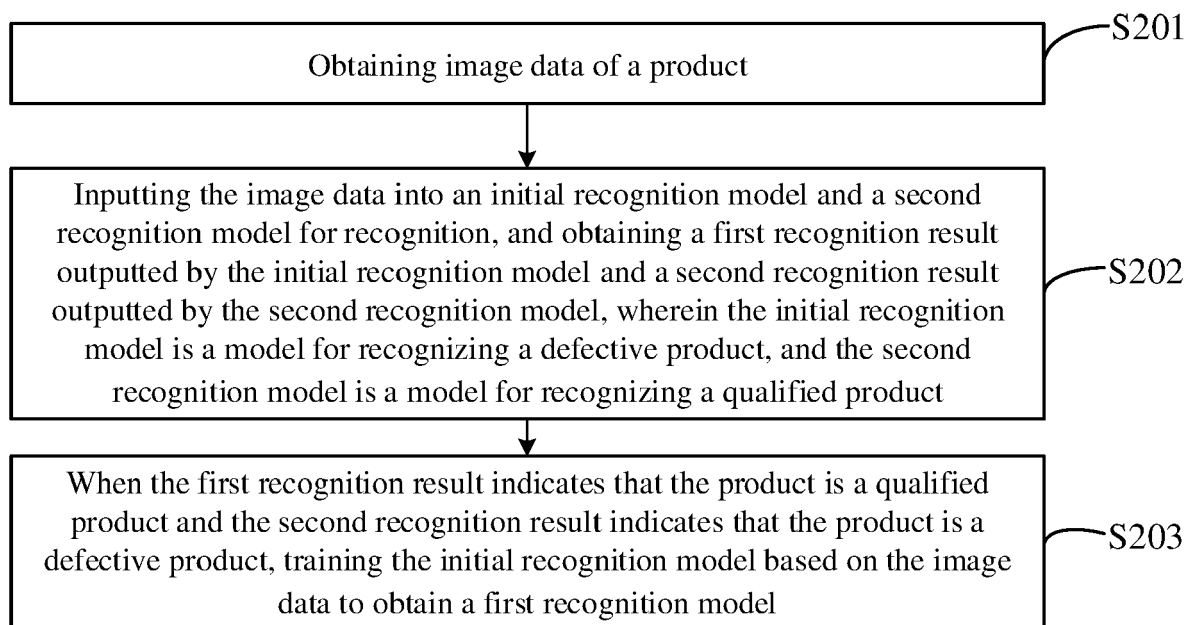 S201
Obtaining image data of a product
Inputting the image data into an initial recognition model and a second
recognition model for recognition, and obtaining a first recognition result
outputted by the initial recognition model and a second recognition result
outputted by the second recognition model, wherein the initial recognition
model is a model for recognizing a defective product, and the second
recognition model is a model for recognizing a qualified product
S202
When the first recognition result indicates that the product is a qualified
product and the second recognition result indicates that the product is a
defective product, training the initial recognition model based on the image
data to obtain a first recognition model
S203